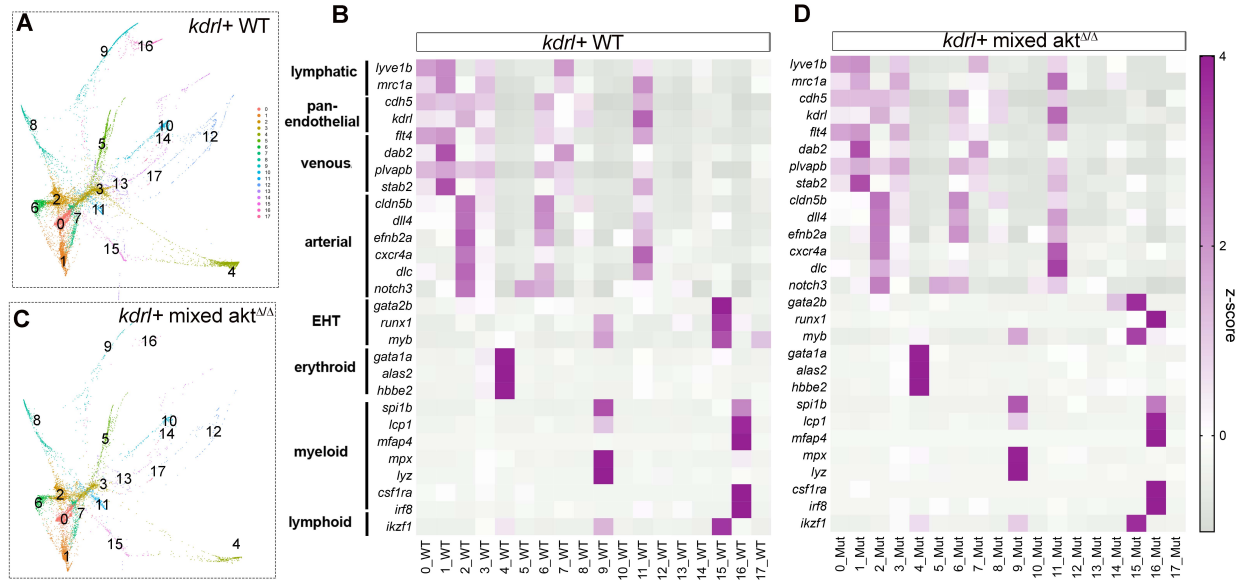 A
kdrl+ WT
9
16
8
10
14
12
5
13
17
2
3
6
0
7
11
1
15
4
0
1
2
3
4
5
6
7
8
9
10
11
12
13
14
15
16
17
C
kdrl+ mixed aktΔ/Δ
9
16
8
10
5
14
12
17
13
3
2
6
11
0
7
15
4
1
B
kdrl+ WT
lymphatic
pan-
endothelial
venous
arterial
EHT
erythroid
myeloid
lymphoid
lyve1b
mrc1a
cdh5
kdrl
flt4
dab2
plvapb
stab2
cldn5b
dll4
efnb2a
cxcr4a
dlc
notch3
gata2b
runx1
myb
gata1a
alas2
hbbe2
spi1b
lcp1
mfap4
mpx
lyz
csf1ra
irf8
ikzf1
0_WT
1_WT
2_WT
3_WT
4_WT
5_WT
6_WT
7_WT
8_WT
9_WT
10_WT
11_WT
12_WT
13_WT
14_WT
15_WT
16_WT
17_WT
D
kdrl+ mixed aktΔ/Δ
lyve1b
mrc1a
cdh5
kdrl
flt4
dab2
plvapb
stab2
cldn5b
dll4
efnb2a
cxcr4a
dlc
notch3
gata2b
runx1
myb
gata1a
alas2
hbbe2
spi1b
lcp1
mfap4
mpx
lyz
csf1ra
irf8
ikzf1
0_Mut
1_Mut
2_Mut
3_Mut
4_Mut
5_Mut
6_Mut
7_Mut
8_Mut
9_Mut
10_Mut
11_Mut
12_Mut
13_Mut
14_Mut
15_Mut
16_Mut
17_Mut
4
2
0
z-score